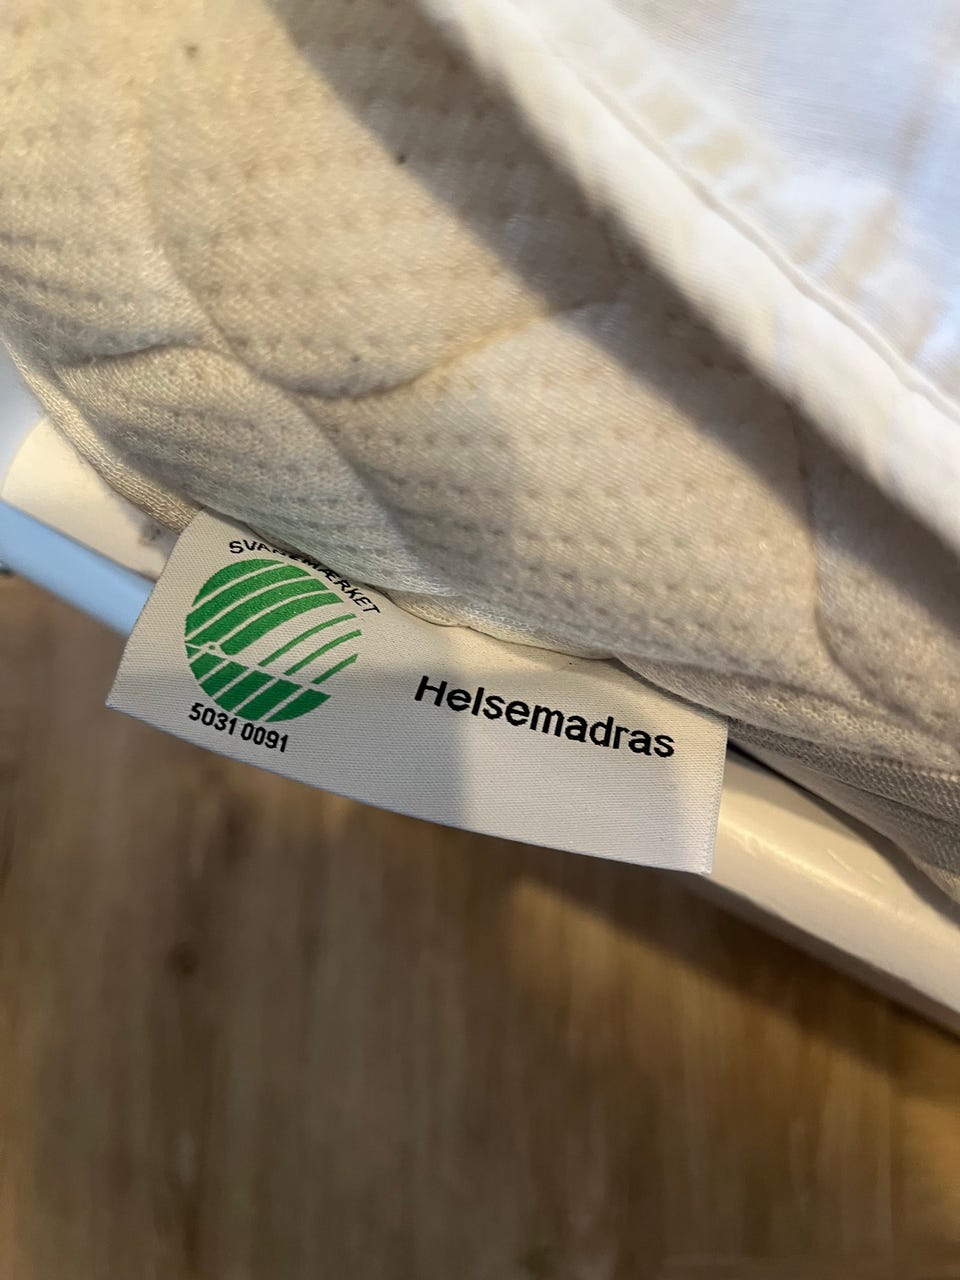 SVANEMÆRKET
5031 0091
Helsemadras